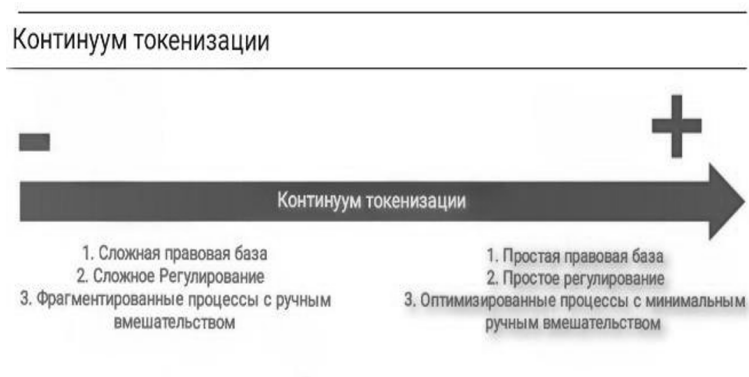 Континуум токенизации
Континуум токенизации
1. Сложная правовая база
2. Сложное Регулирование
3. Фрагментированные процессы с ручным
вмешательством
1. Простая правовая база
2. Простое регулирование
3. Оптимизированные процессы с минимальным
ручным вмешательством